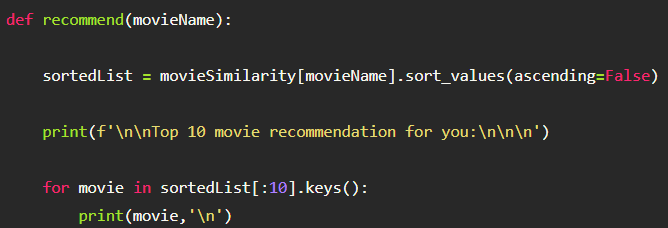 def recommend(movieName):
    sortedList = movieSimilarity[movieName].sort_values(ascending=False)
    print(f'\n\nTop 10 movie recommendation for you:\n\n\n')
    for movie in sortedList[:10].keys():
        print(movie,'\n')